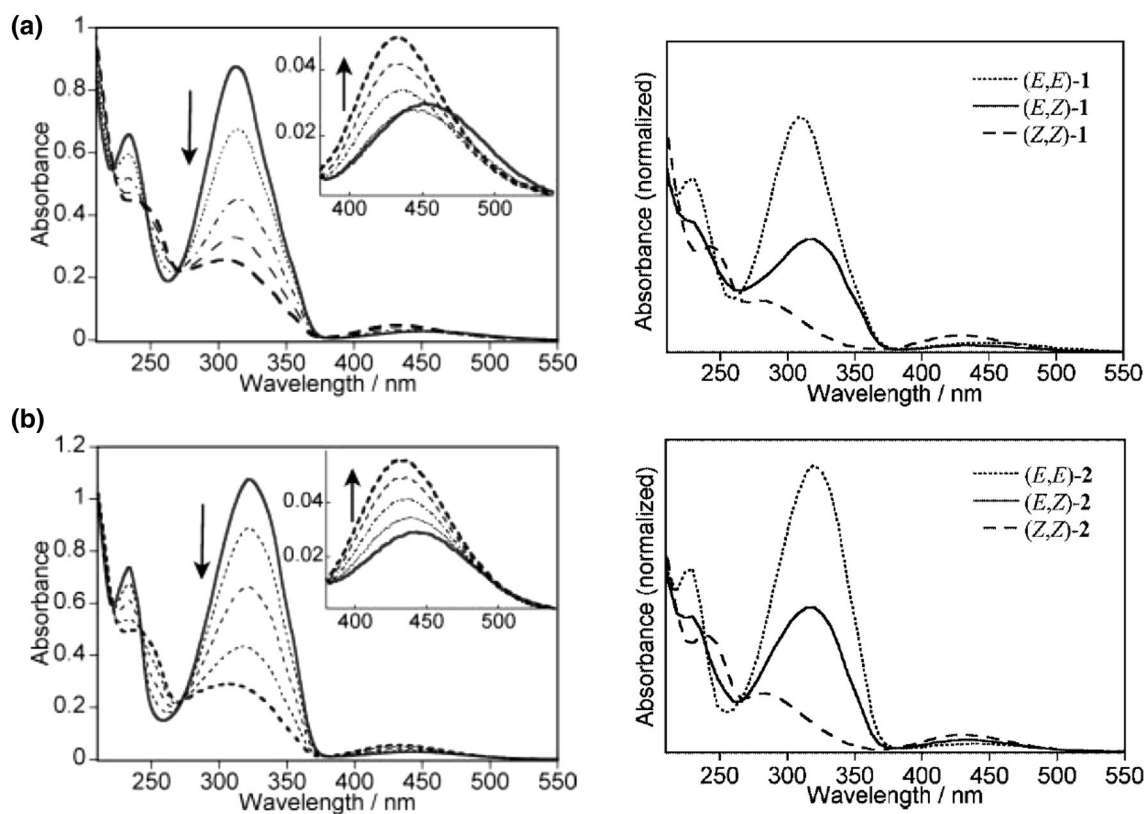 (a)
1
0.8
0.6
0.4
0.2
0
Absorbance
250 300 350 400 450 500 550
Wavelength / nm
0.04
0.02
400 450 500
Absorbance (normalized)
(E,E)-1
(E,Z)-1
(Z,Z)-1
250 300 350 400 450 500 550
Wavelength / nm
(b)
1.2
1
0.8
0.6
0.4
0.2
0
Absorbance
250 300 350 400 450 500 550
Wavelength / nm
0.04
0.02
400 450 500
Absorbance (normalized)
(E,E)-2
(E,Z)-2
(Z,Z)-2
250 300 350 400 450 500 550
Wavelength / nm